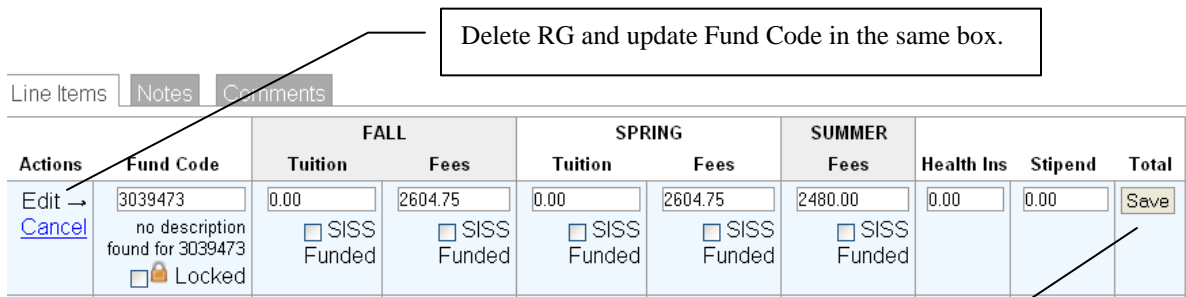 Delete RG and update Fund Code in the same box.
Line Items Notes Comments
FALL SPRING SUMMER
Actions Fund Code Tuition Fees Tuition Fees Fees Health Ins Stipend Total
Edit → 3039473 0.00 2604.75 0.00 2604.75 2480.00 0.00 0.00 Save
Cancel no description SISS SISS SISS SISS SISS
found for 3039473 Funded Funded Funded Funded Funded
Locked